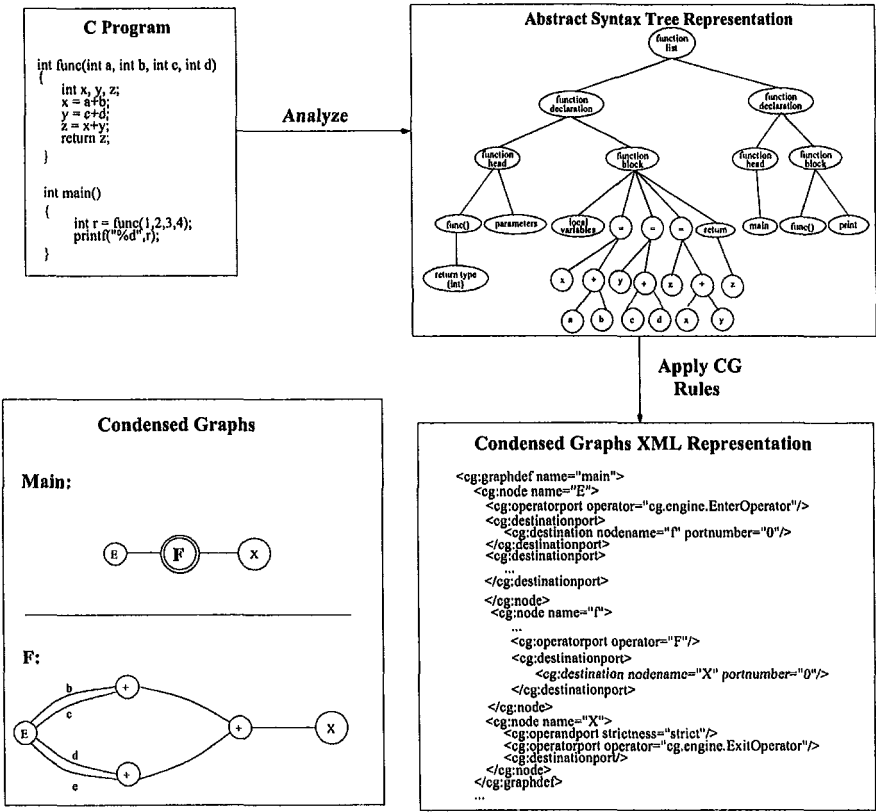 C Program
int func(int a, int b, int c, int d)
{
int x, y, z;
x = a+b;
y = c+d;
z = x+y;
return z;
}
int main()
{
int r = func(1,2,3,4);
printf("%d",r);
}
Analyze
Abstract Syntax Tree Representation
function
list
function
declaration
function
declaration
function
head
function
block
function
head
function
block
func()
parameters
local
variables
=
=
=
return
main
func()
print
return type
(int)
x
+
y
+
z
+
z
a
b
c
d
x
y
Apply CG
Rules
Condensed Graphs
Main:
E
F
X
F:
b
c
d
e
E
+
+
+
X
Condensed Graphs XML Representation
<cg:graphdef name="main">
<cg:node name="E">
<cg:operatorport operator="cg.engine.EnterOperator"/>
<cg:destinationport>
<cg:destination nodename="f" portnumber="0"/>
</cg:destinationport>
<cg:destinationport>
...
</cg:destinationport>
</cg:node>
<cg:node name="f">
...
<cg:operatorport operator="F"/>
<cg:destinationport>
<cg:destination nodename="X" portnumber="0"/>
</cg:destinationport>
</cg:node>
<cg:node name="X">
<cg:operandport strictness="strict"/>
<cg:operatorport operator="cg.engine.ExitOperator"/>
<cg:destinationport/>
</cg:node>
</cg:graphdef>
...